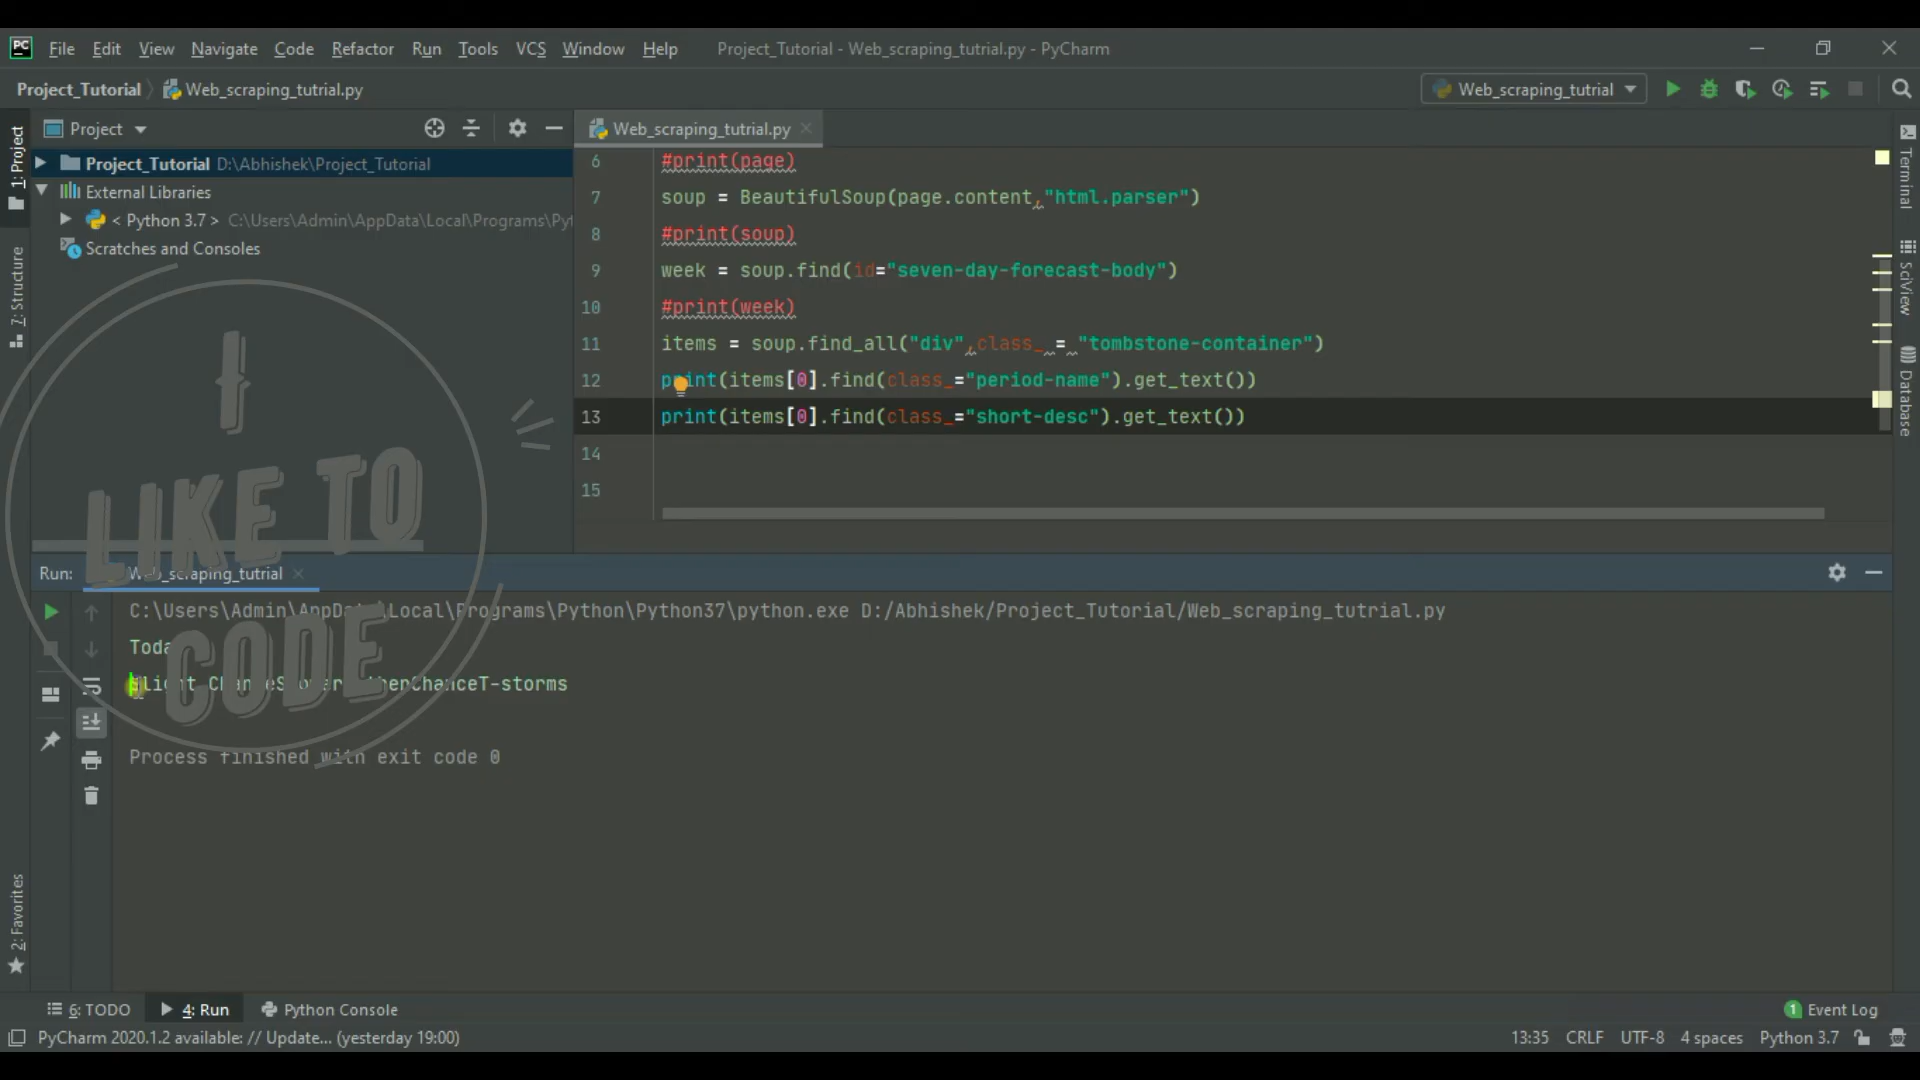 PC File Edit View Navigate Code Refactor Run Tools VCS Window Help Project_Tutorial - Web_scraping_tutrial.py - PyCharm
Project_Tutorial Web_scraping_tutrial.py Web_scraping_tutrial
Project Web_scraping_tutrial.py
1: Project
7: Structure
2: Favorites
Project_Tutorial D:\Abhishek\Project_Tutorial
External Libraries
< Python 3.7 > C:\Users\Admin\AppData\Local\Programs\Py
Scratches and Consoles
6 #print(page)
7 soup = BeautifulSoup(page.content,"html.parser")
8 #print(soup)
9 week = soup.find(id="seven-day-forecast-body")
10 #print(week)
11 items = soup.find_all("div",class_ = "tombstone-container")
12 print(items[0].find(class_="period-name").get_text())
13 print(items[0].find(class_="short-desc").get_text())
14
15
Terminal
SciView
Database
I
LIKE TO
CODE
Run: Web_scraping_tutrial
C:\Users\Admin\AppData\Local\Programs\Python\Python37\python.exe D:/Abhishek/Project_Tutorial/Web_scraping_tutrial.py
Today
ChanceT-storms
Process finished with exit code 0
6: TODO 4: Run Python Console 1 Event Log
PyCharm 2020.1.2 available: // Update... (yesterday 19:00) 13:35 CRLF UTF-8 4 spaces Python 3.7